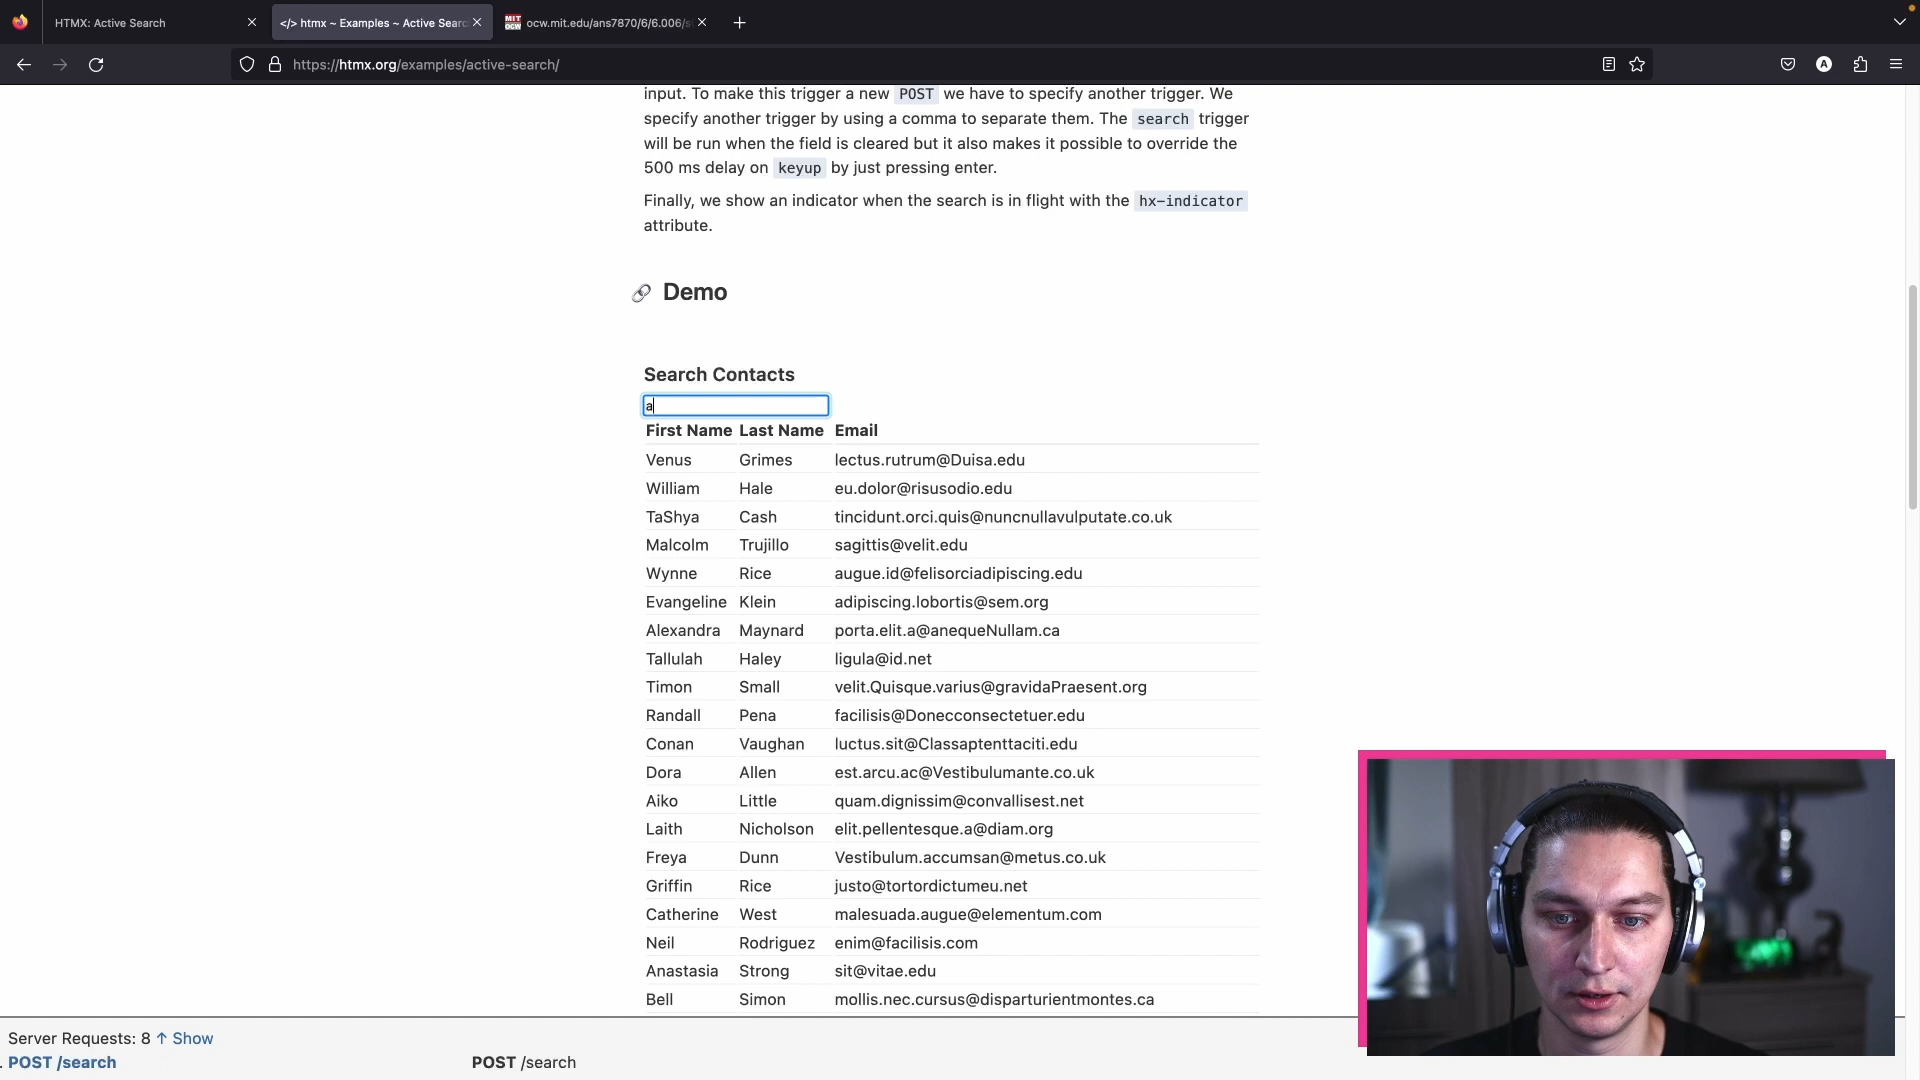 HTMX: Active Search
</> htmx ~ Examples ~ Active Searc
MIT OCW ocw.mit.edu/ans7870/6/6.006/s
https://htmx.org/examples/active-search/
A
input. To make this trigger a new POST we have to specify another trigger. We
specify another trigger by using a comma to separate them. The search trigger
will be run when the field is cleared but it also makes it possible to override the
500 ms delay on keyup by just pressing enter.
Finally, we show an indicator when the search is in flight with the hx-indicator
attribute.
Demo
Search Contacts
a
First Name Last Name Email
Venus Grimes lectus.rutrum@Duisa.edu
William Hale eu.dolor@risusodio.edu
TaShya Cash tincidunt.orci.quis@nuncnullavulputate.co.uk
Malcolm Trujillo sagittis@velit.edu
Wynne Rice augue.id@felisorciadipiscing.edu
Evangeline Klein adipiscing.lobortis@sem.org
Alexandra Maynard porta.elit.a@anequeNullam.ca
Tallulah Haley ligula@id.net
Timon Small velit.Quisque.varius@gravidaPraesent.org
Randall Pena facilisis@Donecconsectetuer.edu
Conan Vaughan luctus.sit@Classaptenttaciti.edu
Dora Allen est.arcu.ac@Vestibulumante.co.uk
Aiko Little quam.dignissim@convallisest.net
Laith Nicholson elit.pellentesque.a@diam.org
Freya Dunn Vestibulum.accumsan@metus.co.uk
Griffin Rice justo@tortordictumeu.net
Catherine West malesuada.augue@elementum.com
Neil Rodriguez enim@facilisis.com
Anastasia Strong sit@vitae.edu
Bell Simon mollis.nec.cursus@disparturientmontes.ca
Server Requests: 8 ↑ Show
. POST /search POST /search